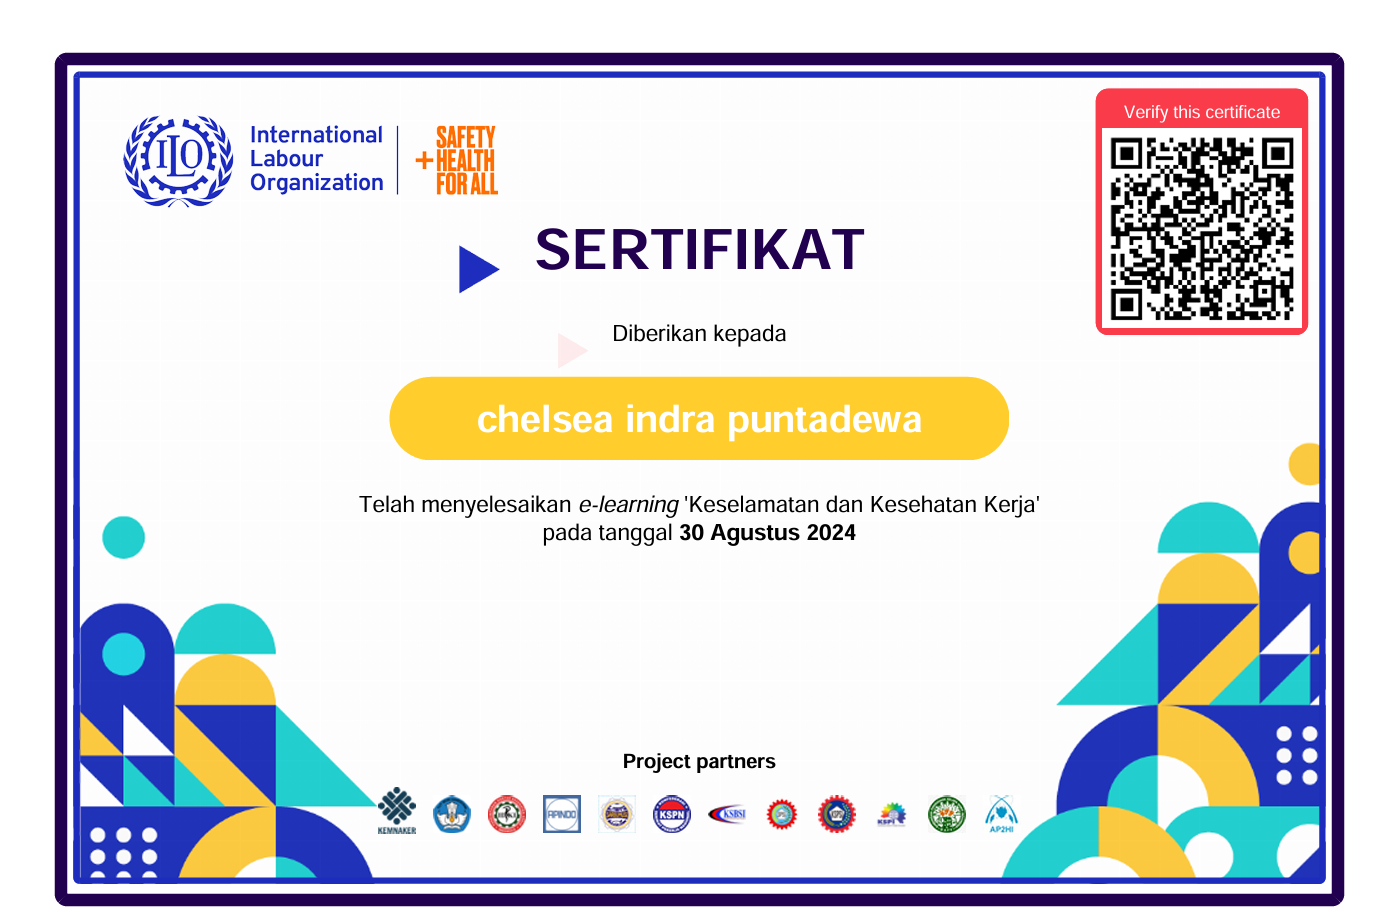 ILO
International
Labour
Organization
+ SAFETY
HEALTH
FOR ALL
Verify this certificate
SERTIFIKAT
Diberikan kepada
chelsea indra puntadewa
Telah menyelesaikan e-learning 'Keselamatan dan Kesehatan Kerja'
pada tanggal 30 Agustus 2024
Project partners
KEMNAKER
APINDO
KSPN
KSBSI
KSPI
AP2HI